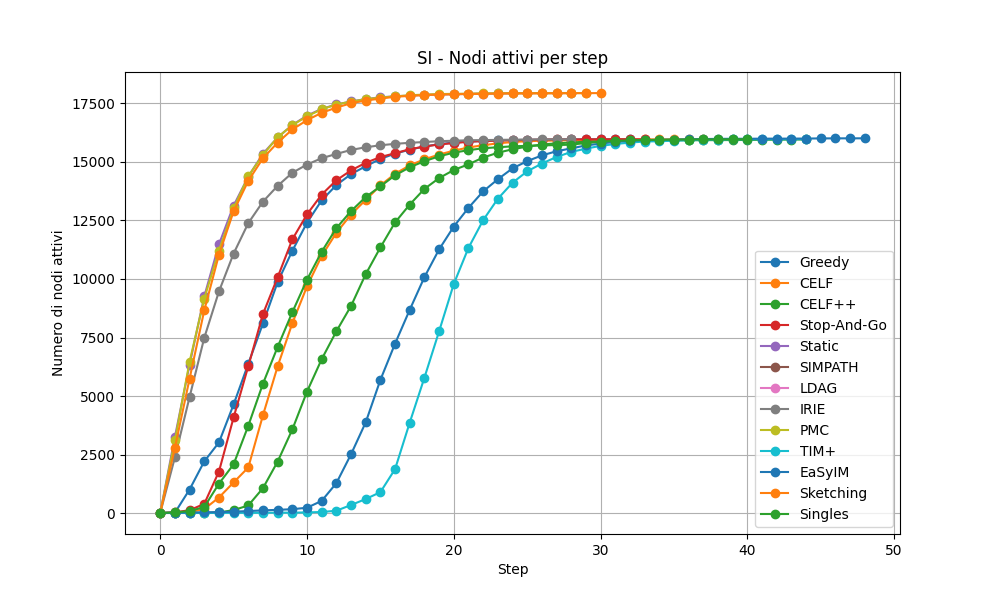 SI - Nodi attivi per step
Numero di nodi attivi
17500
15000
12500
10000
7500
5000
2500
0
0 10 20 30 40 50
Step
Greedy
CELF
CELF++
Stop-And-Go
Static
SIMPATH
LDAG
IRIE
PMC
TIM+
EaSyIM
Sketching
Singles